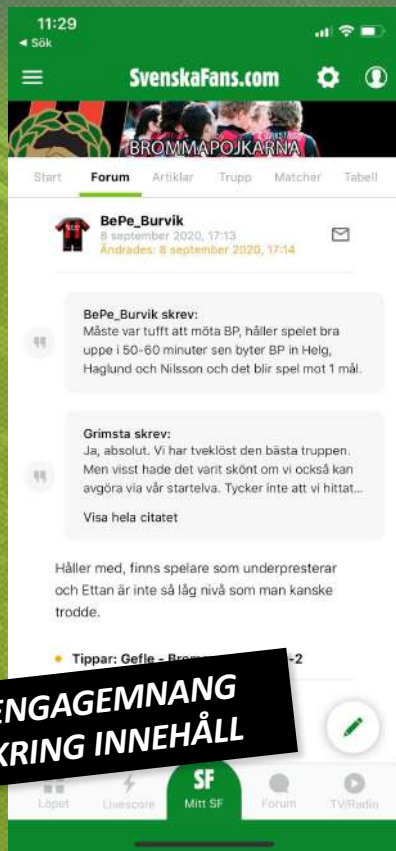 11:29
◄ Sök
SvenskaFans.com
BROMMAPOJKARNA
Start Forum Artiklar Trupp Matcher Tabell
BePe_Burvik
8 september 2020, 17:13
Ändrades: 8 september 2020, 17:14
BePe_Burvik skrev:
Måste var tufft att möta BP, håller spelet bra
uppe i 50-60 minuter sen byter BP in Helg,
Haglund och Nilsson och det blir spel mot 1 mål.
Grimsta skrev:
Ja, absolut. Vi har tveklöst den bästa truppen.
Men visst hade det varit skönt om vi också kan
avgöra via vår startelva. Tycker inte att vi hittat...
Visa hela citatet
Håller med, finns spelare som underpresterar
och Ettan är inte så låg nivå som man kanske
trodde.
Tippar: Gefle - -2
ENGAGEMNANG
KRING INNEHÅLL
Löpet Livescore SF Mitt SF Forum TV/Radio